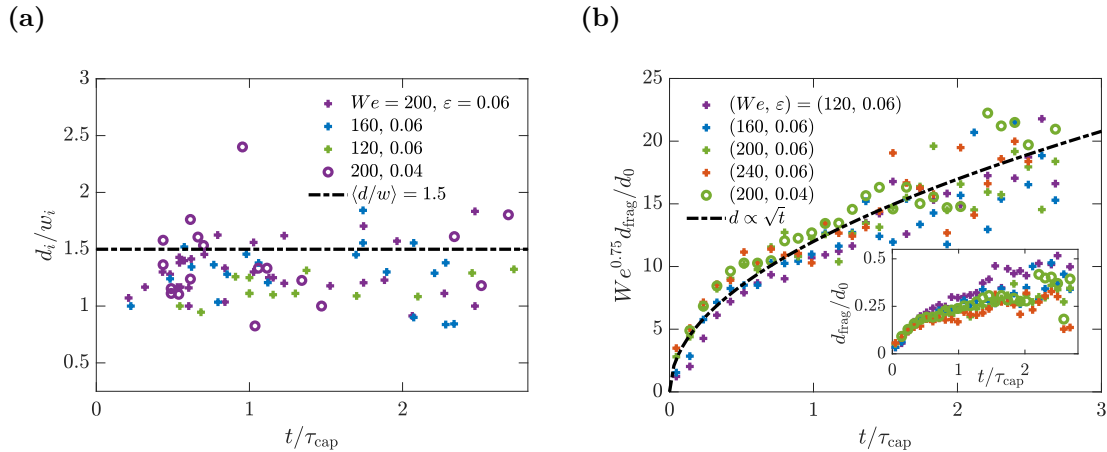 (a)
3
2.5
2
1.5
1
0.5
0
1
2
d_i/w_i
t/τ_cap
We = 200, ε = 0.06
160, 0.06
120, 0.06
200, 0.04
⟨d/w⟩ = 1.5
(b)
25
20
15
10
5
0
0
1
2
3
We^{0.75} d_frag/d_0
t/τ_cap
(We, ε) = (120, 0.06)
(160, 0.06)
(200, 0.06)
(240, 0.06)
(200, 0.04)
d ∝ √t
0.5
0.25
0
0
1
2
d_frag/d_0
t/τ_cap